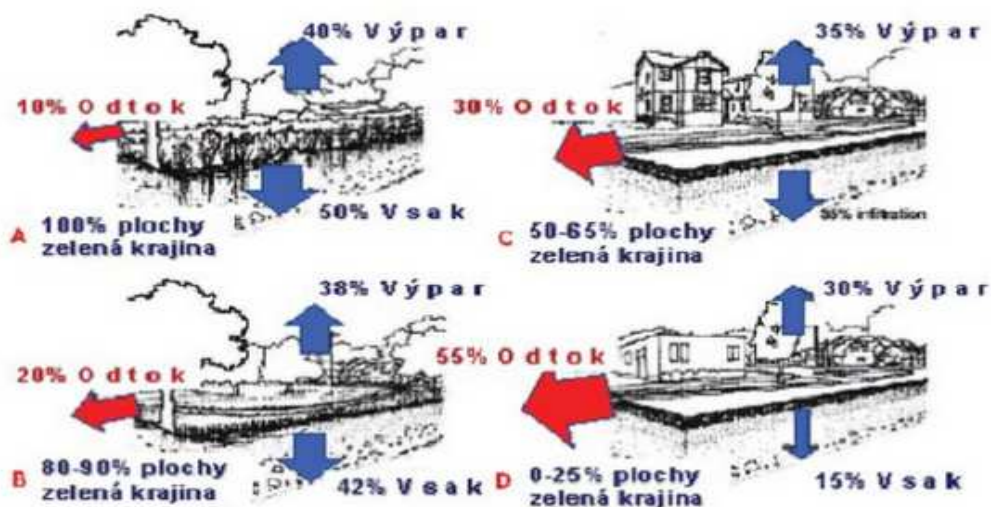 40% Výpar
10% Odtok
50% Vsak
A
100% plochy
zelená krajina
35% Výpar
30% Odtok
35% infiltration
C
50-65% plochy
zelená krajina
38% Výpar
20% Odtok
B
80-90% plochy
zelená krajina
42% Vsak
30% Výpar
55% Odtok
D
0-25% plochy
zelená krajina
15% Vsak